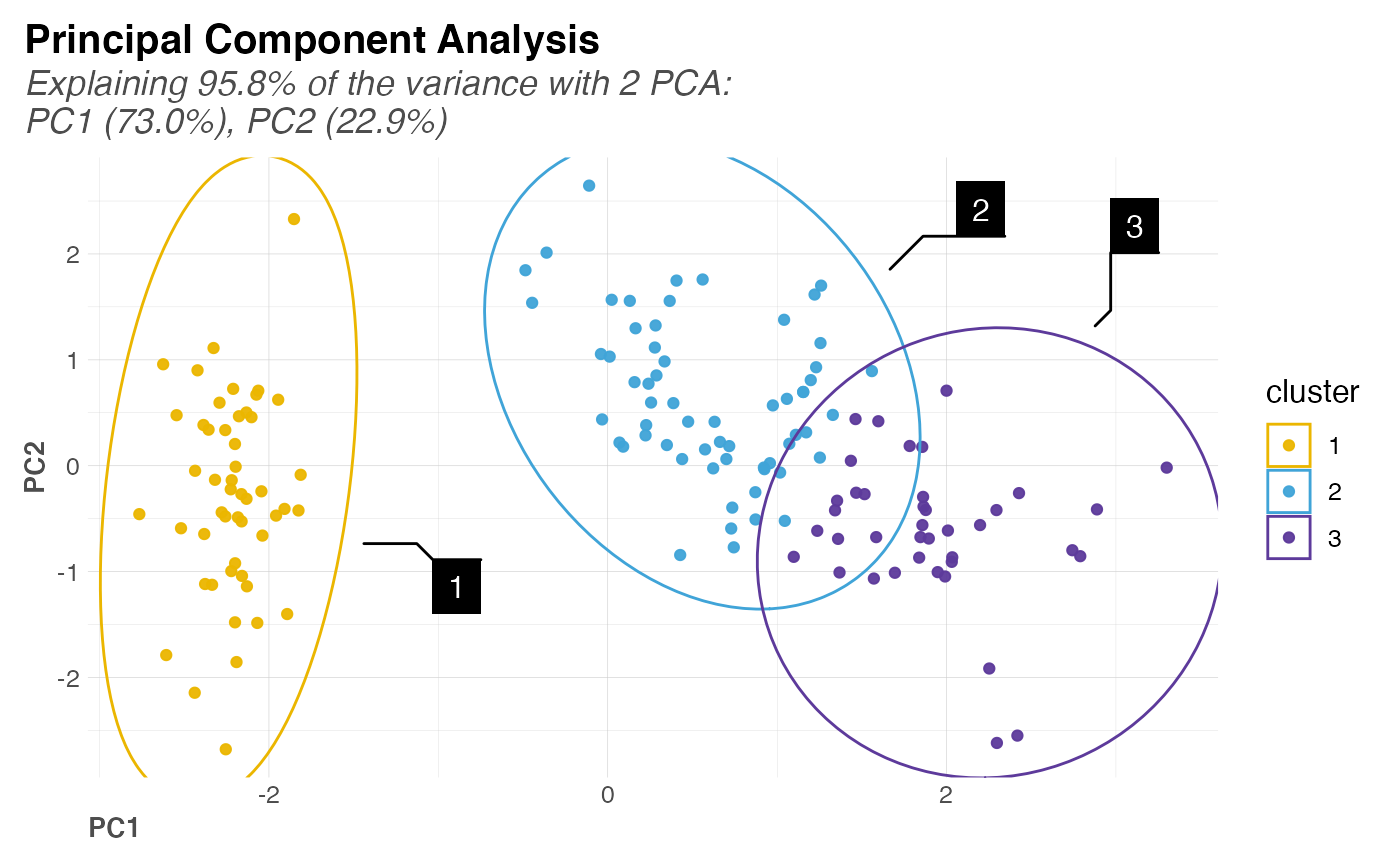 Principal Component Analysis
Explaining 95.8% of the variance with 2 PCA:
PC1 (73.0%), PC2 (22.9%)
2
3
2
1
0
-1
-2
PC2
1
-2
0
2
PC1
cluster
1
2
3